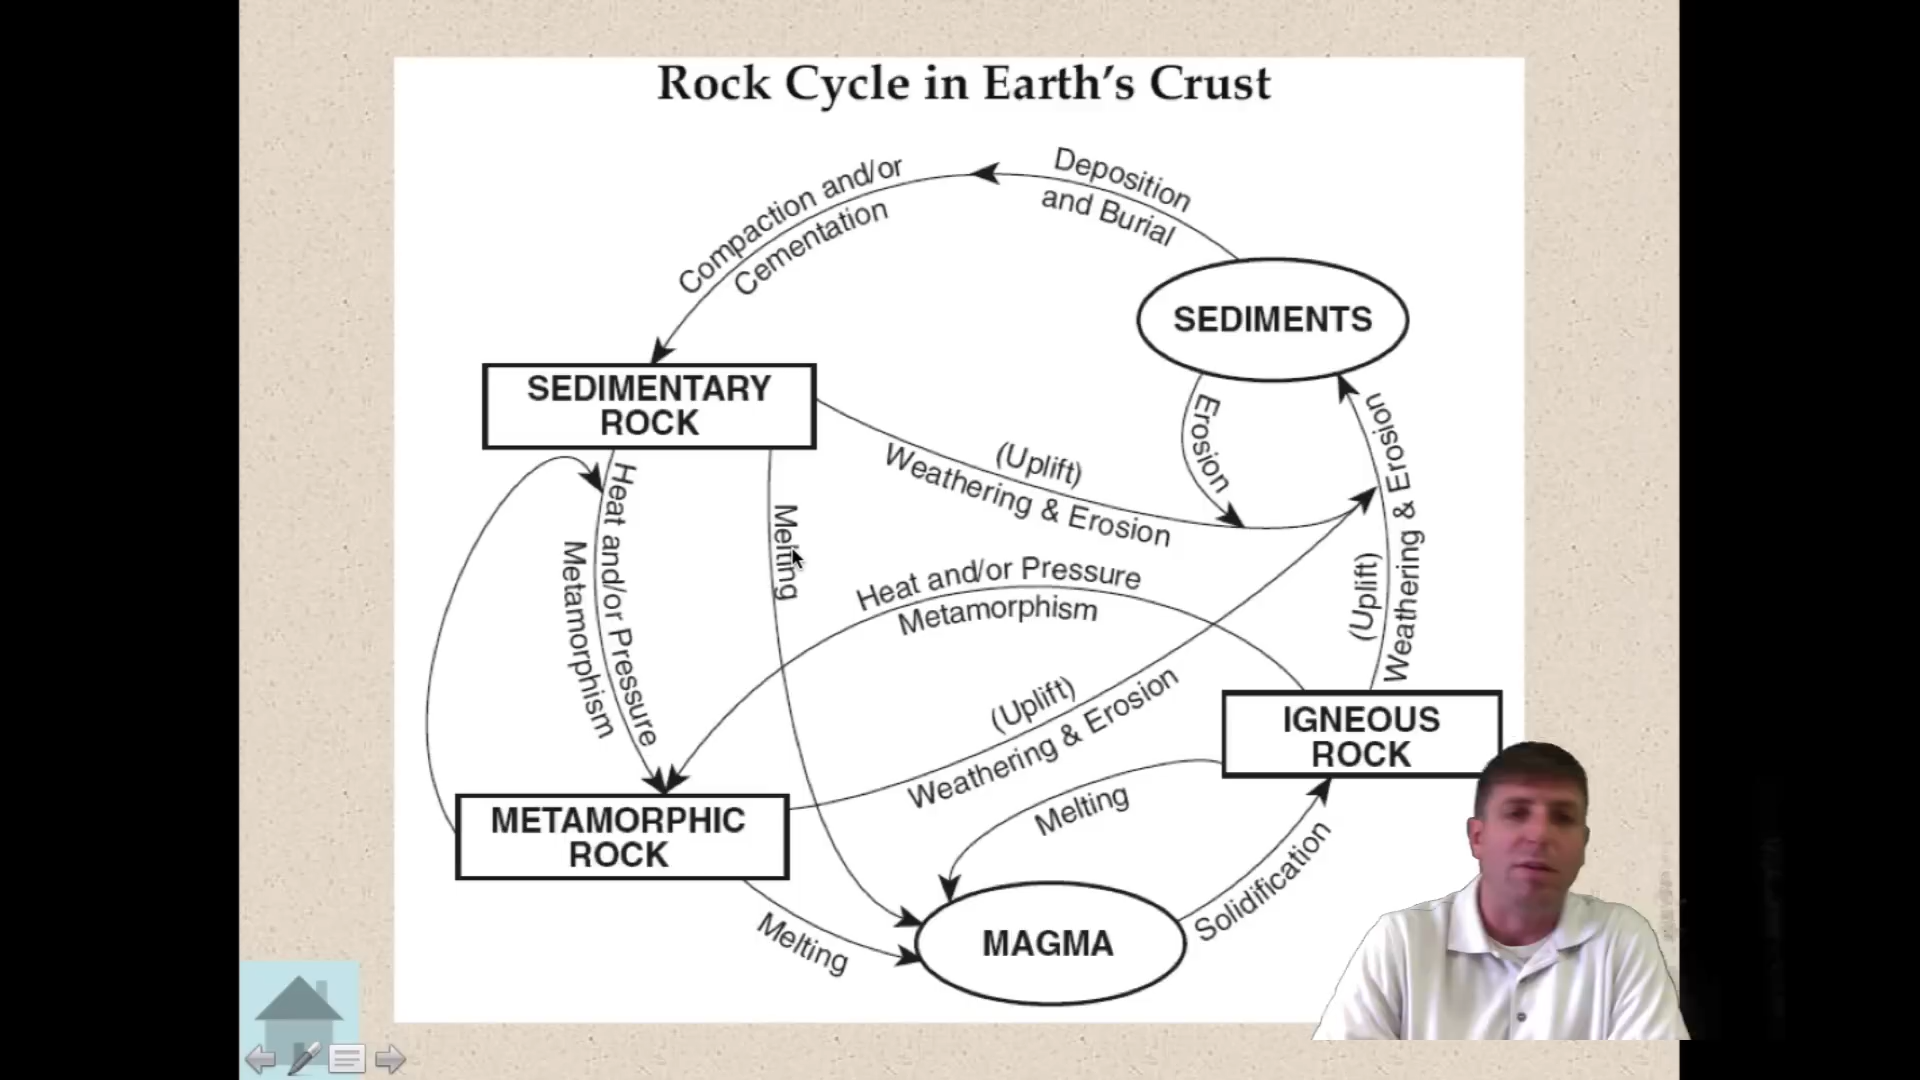 Rock Cycle in Earth's Crust
Deposition
and Burial
Compaction and/or
Cementation
SEDIMENTS
SEDIMENTARY
ROCK
Erosion
(Uplift)
Weathering & Erosion
(Uplift)
Weathering & Erosion
Heat and/or Pressure
Metamorphism
Melting
Heat and/or Pressure
Metamorphism
(Uplift)
Weathering & Erosion
IGNEOUS
ROCK
Melting
METAMORPHIC
ROCK
Solidification
Melting
MAGMA